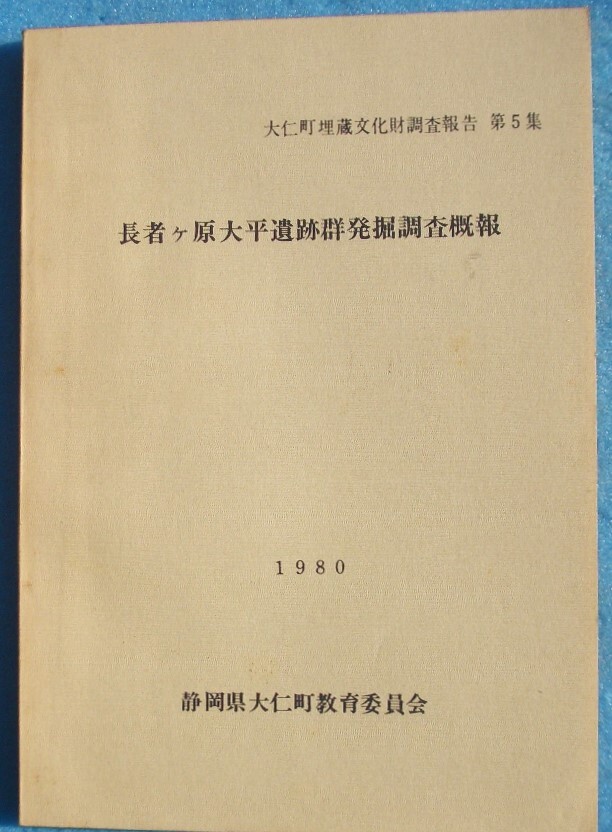 大仁町埋蔵文化財調査報告 第5集
長者ヶ原大平遺跡群発掘調査概報
1980
静岡県大仁町教育委員会